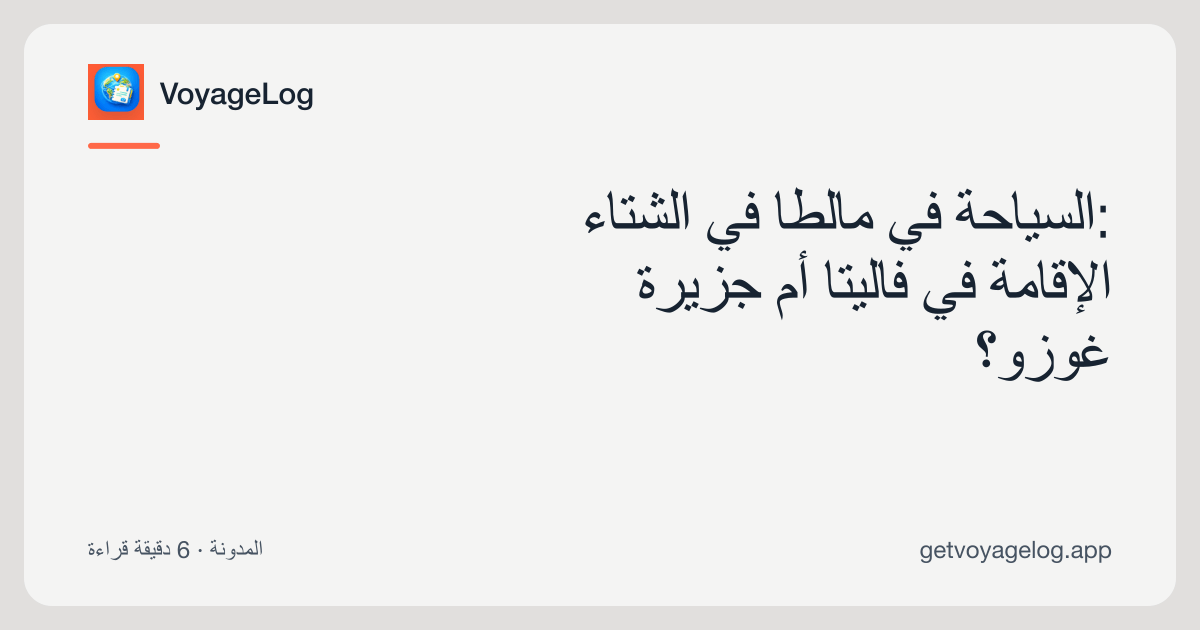 VoyageLog
السياحة في مالطا في الشتاء:
الإقامة في فاليتا أم جزيرة
غوزو؟
المدونة · 6 دقيقة قراءة
getvoyagelog.app